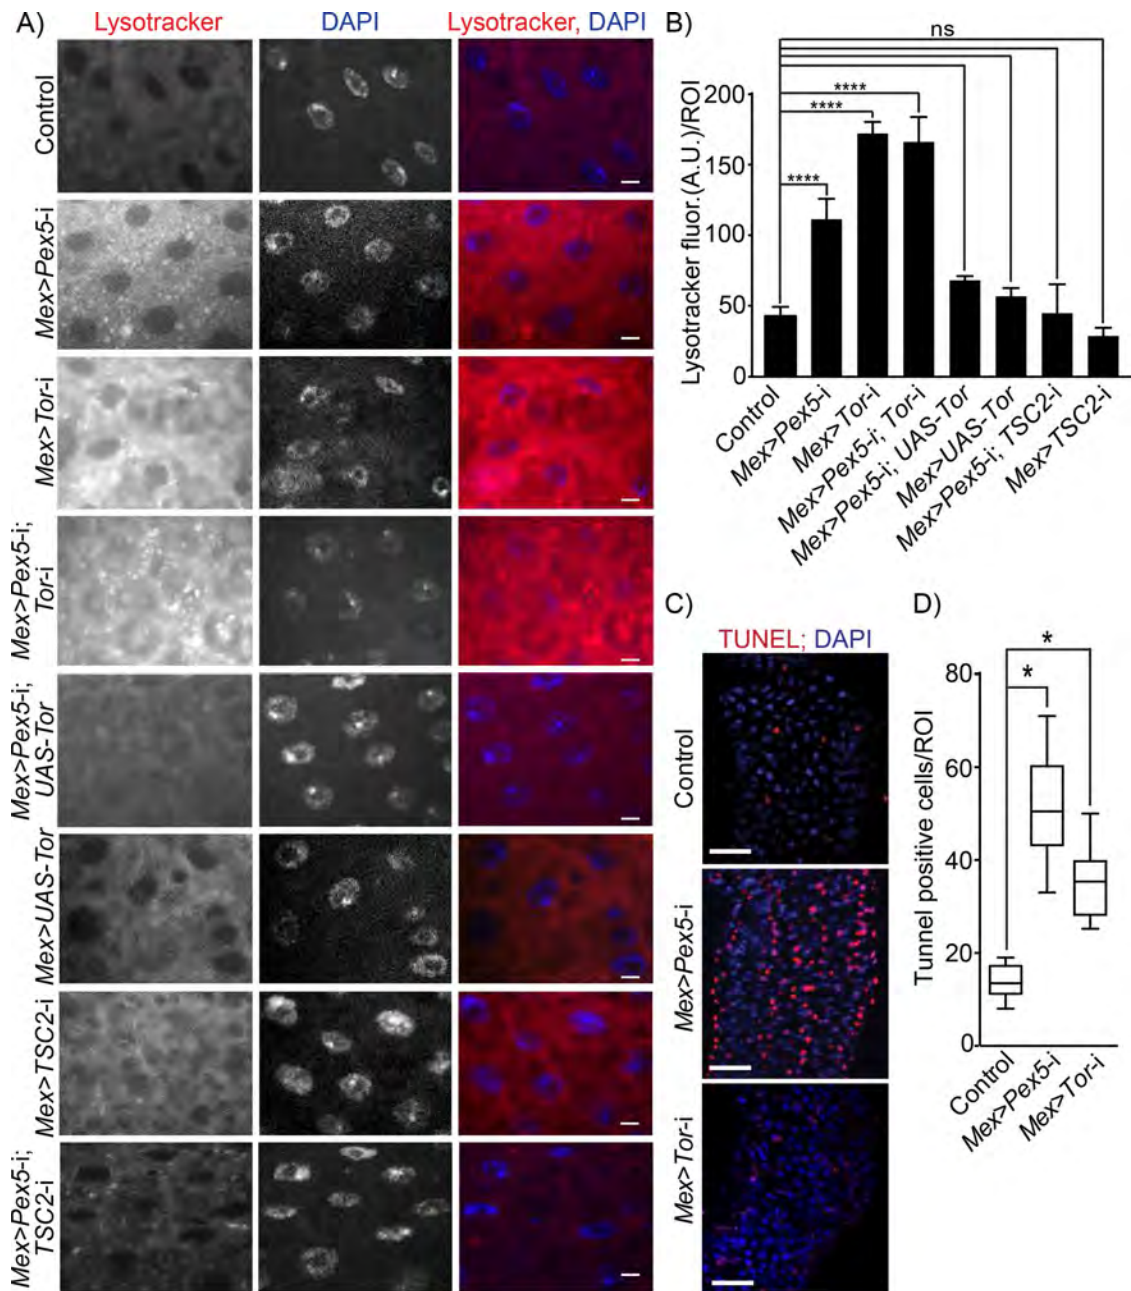 A)
Lysotracker
DAPI
Lysotracker, DAPI
Control
Mex>Pex5-i
Mex>Tor-i
Mex>Pex5-i;
Tor-i
Mex>Pex5-i;
UAS-Tor
Mex>UAS-Tor
Mex>TSC2-i
Mex>Pex5-i;
TSC2-i
B)
ns
****
****
****
Lysotracker fluor.(A.U.)/ROI
200
150
100
50
0
Control
Mex>Pex5-i
Mex>Tor-i
Mex>Pex5-i; Tor-i
Mex>Pex5-i; UAS-Tor
Mex>UAS-Tor
Mex>Pex5-i; TSC2-i
Mex>TSC2-i
C)
TUNEL; DAPI
Control
Mex>Pex5-i
Mex>Tor-i
D)
*
*
Tunnel positive cells/ROI
80
60
40
20
0
Control
Mex>Pex5-i
Mex>Tor-i